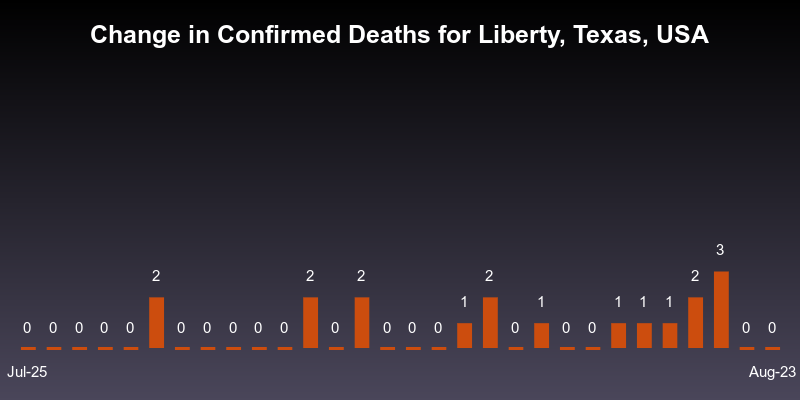 Change in Confirmed Deaths for Liberty, Texas, USA
3
2 2 2 2 2
1 1 1 1 1
0 0 0 0 0 0 0 0 0 0 0 0 0 0 0 0 0 0 0
Jul-25 Aug-23